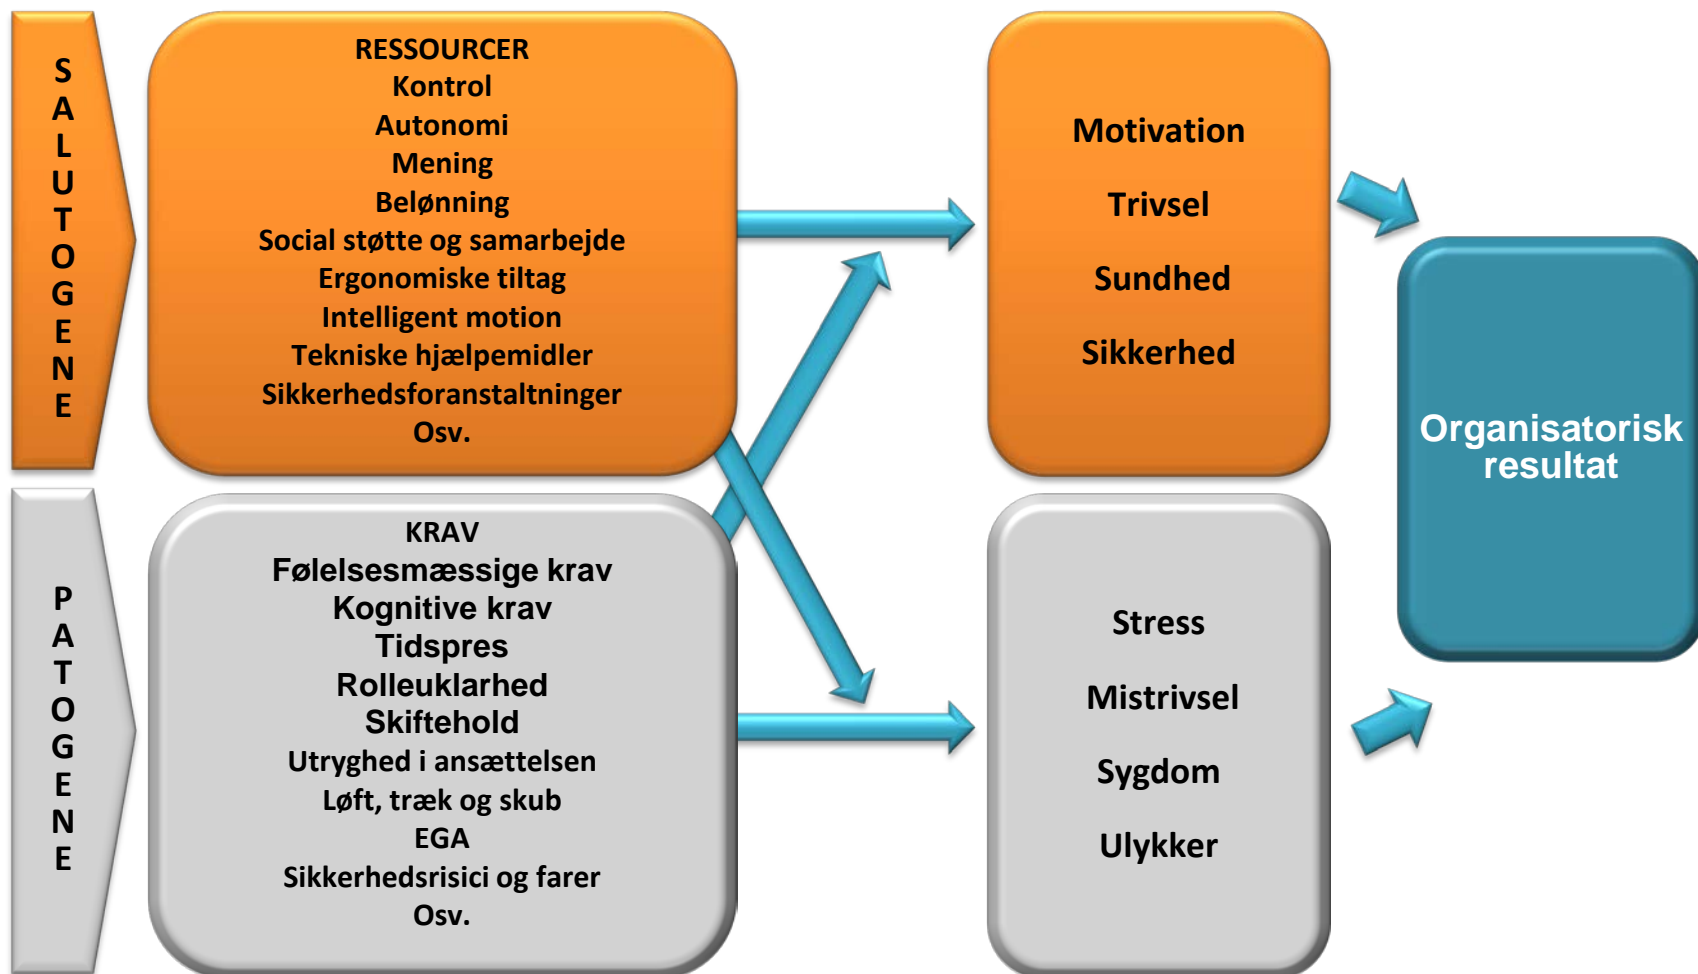 SALUTOGENE
RESSOURCER
Kontrol
Autonomi
Mening
Belønning
Social støtte og samarbejde
Ergonomiske tiltag
Intelligent motion
Tekniske hjælpemidler
Sikkerhedsforanstaltninger
Osv.
Motivation
Trivsel
Sundhed
Sikkerhed
PATOGENE
KRAV
Følelsesmæssige krav
Kognitive krav
Tidspres
Rolleuklarhed
Skiftehold
Utryghed i ansættelsen
Løft, træk og skub
EGA
Sikkerhedsrisici og farer
Osv.
Stress
Mistrivsel
Sygdom
Ulykker
Organisatorisk
resultat